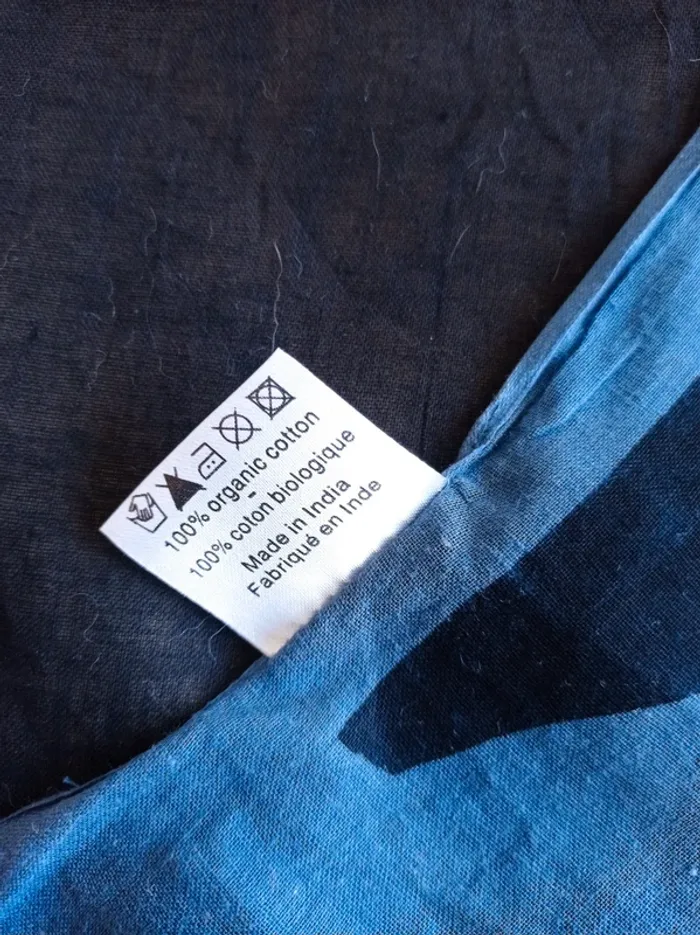 100% organic cotton
-
100% coton biologique
Made in India
Fabriqué en Inde